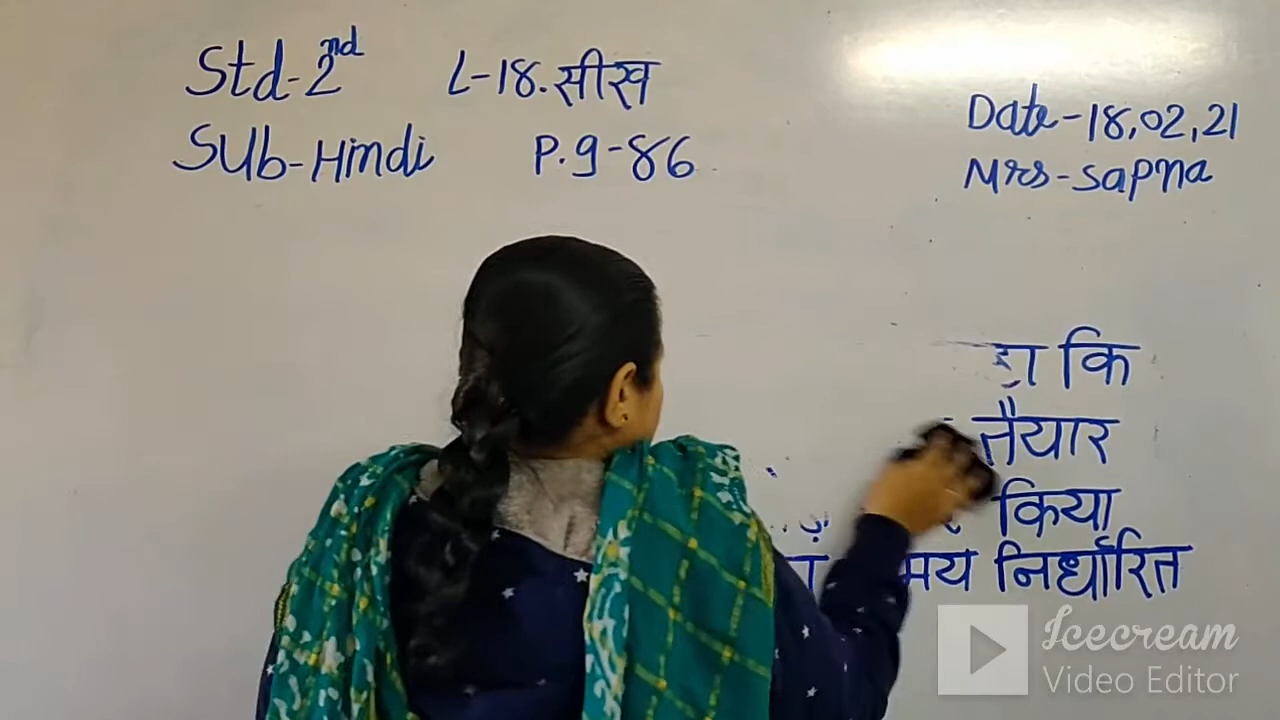 Std-2nd L-18.सीख
Sub-Hindi P.g-86
Date-18,02,21
Mrs-Sapna
कि
तैयार
किया
निर्धारित
Icecream
Video Editor